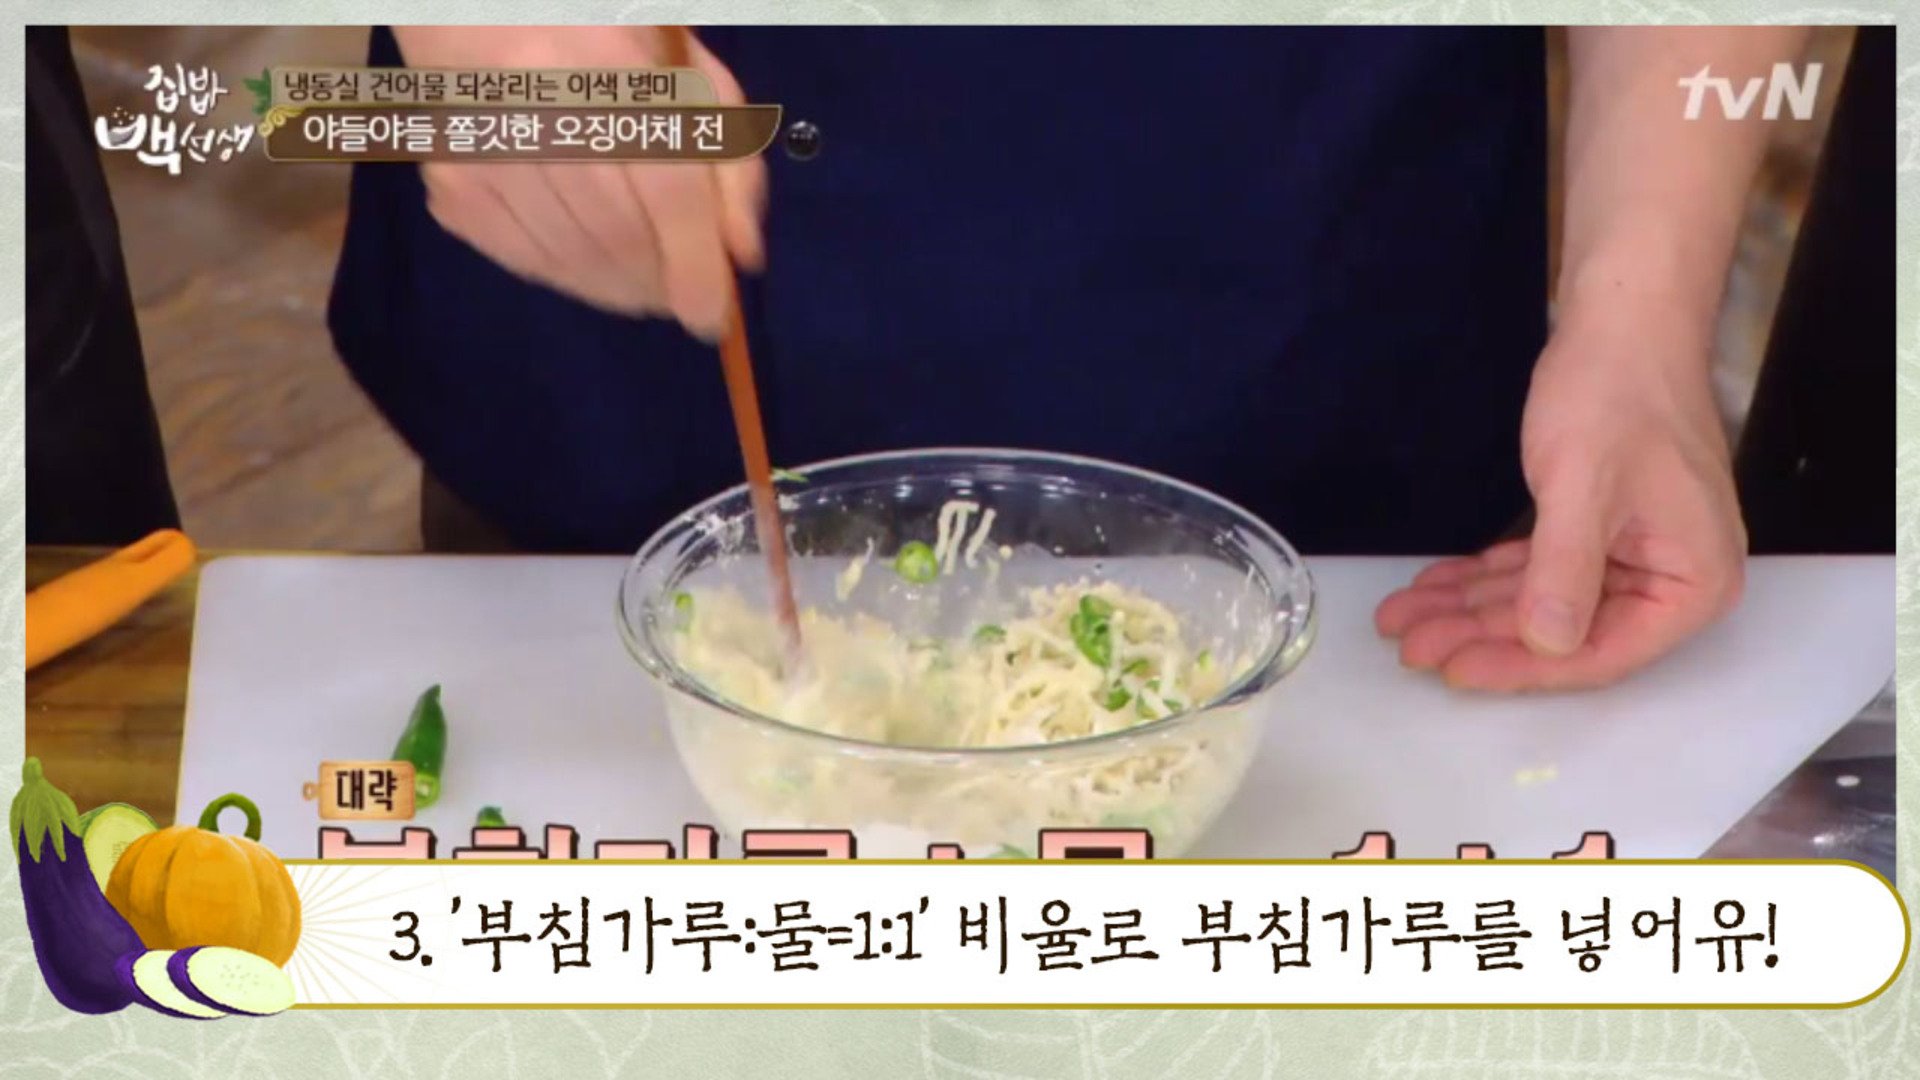 집밥
백선생
냉동실 건어물 되살리는 이색 별미
야들야들 쫄깃한 오징어채 전
tvN
대략
3. '부침가루:물=1:1' 비율로 부침가루를 넣어유!